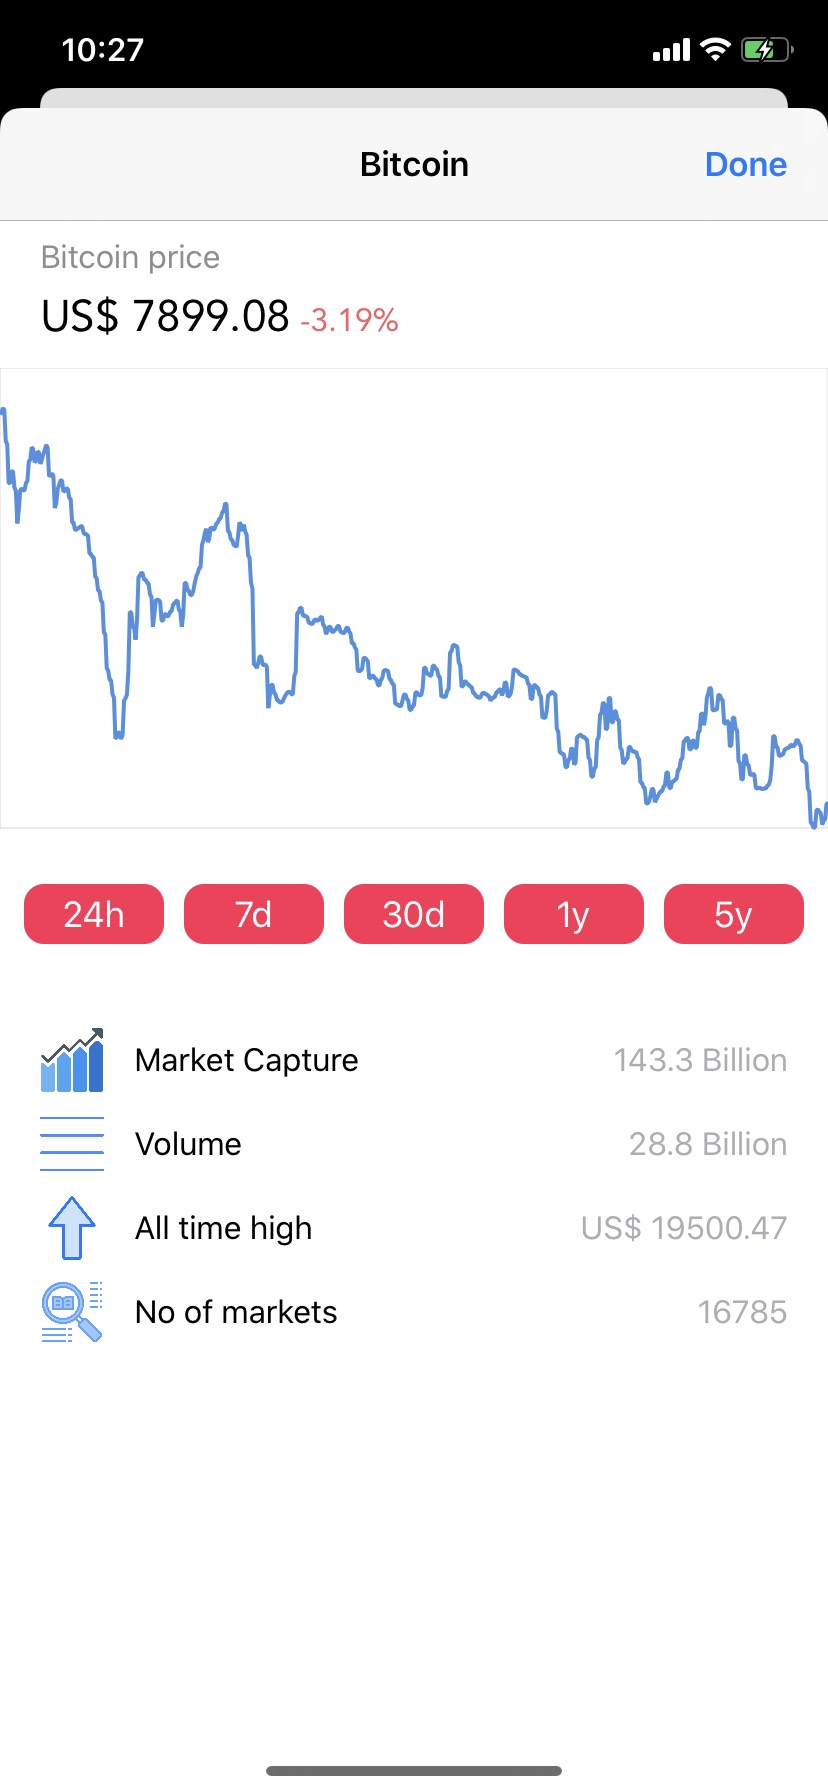 10:27
Bitcoin
Done
Bitcoin price
US$ 7899.08 -3.19%
24h 7d 30d 1y 5y
Market Capture 143.3 Billion
Volume 28.8 Billion
All time high US$ 19500.47
No of markets 16785